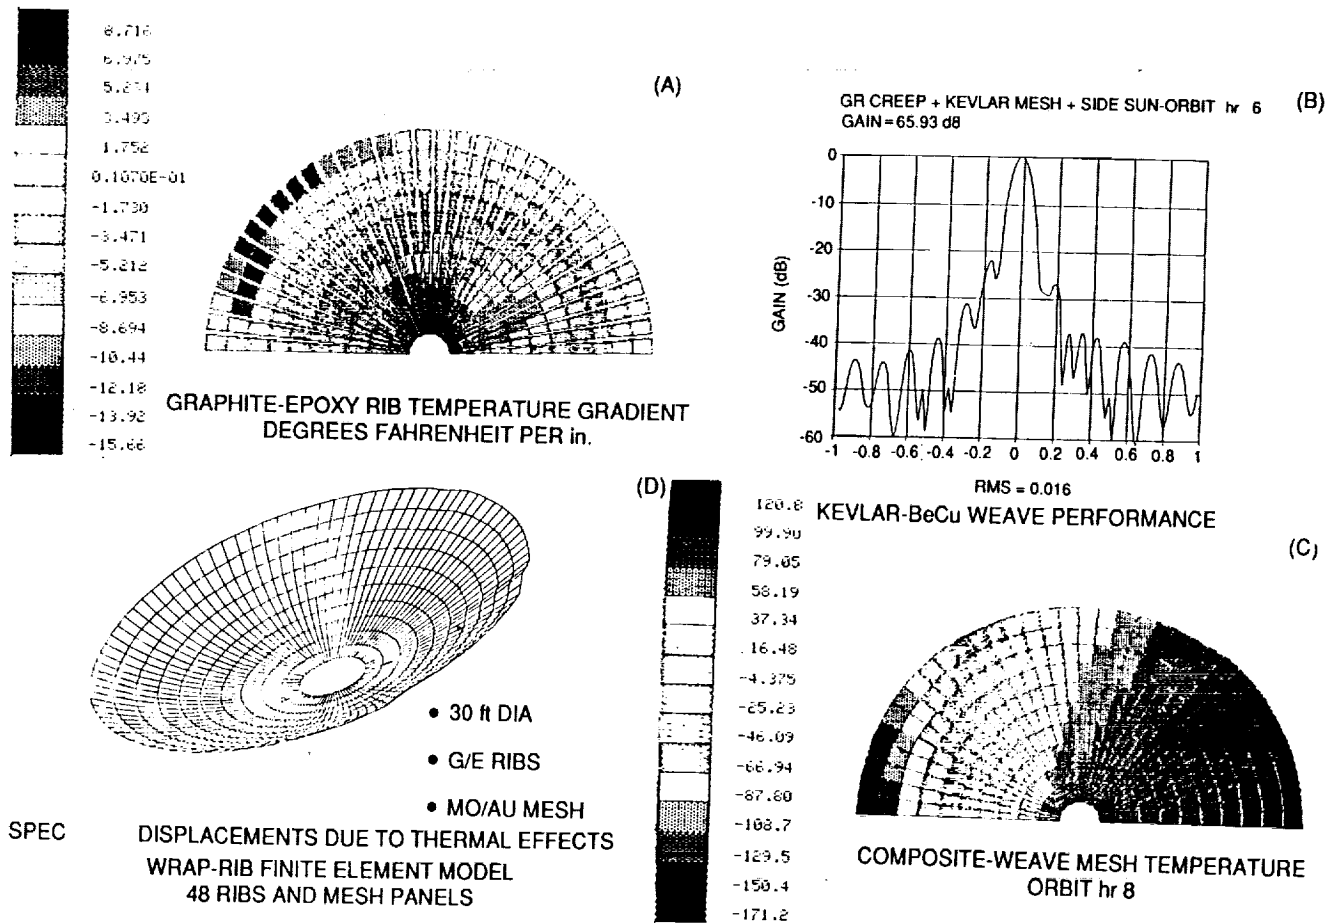 8.716
6.975
5.234
3.493
1.752
0.1070E-01
-1.730
-3.471
-5.212
-6.953
-8.694
-10.44
-12.18
-13.92
-15.66
(A)
GRAPHITE-EPOXY RIB TEMPERATURE GRADIENT
DEGREES FAHRENHEIT PER in.
(B)
GR CREEP + KEVLAR MESH + SIDE SUN-ORBIT hr 6
GAIN=65.93 dB
GAIN (dB)
0
-10
-20
-30
-40
-50
-60
-1 -0.8 -0.6 -0.4 -0.2 0 0.2 0.4 0.6 0.8 1
RMS = 0.016
KEVLAR-BeCu WEAVE PERFORMANCE
(D)
• 30 ft DIA
• G/E RIBS
• MO/AU MESH
SPEC DISPLACEMENTS DUE TO THERMAL EFFECTS
WRAP-RIB FINITE ELEMENT MODEL
48 RIBS AND MESH PANELS
120.8
99.90
79.05
58.19
37.34
16.48
-4.375
-25.23
-46.09
-66.94
-87.80
-108.7
-129.5
-150.4
-171.2
(C)
COMPOSITE-WEAVE MESH TEMPERATURE
ORBIT hr 8